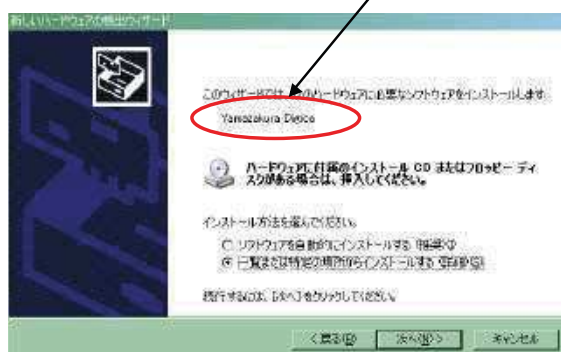 新しいハードウェアの検出ウィザード
このウィザードでは、次のハードウェアに必要なソフトウェアをインストールします:
ハードウェアに付属のインストール CD またはフロッピー ディ
スクがある場合は、挿入してください。
インストール方法を選んでください。
ソフトウェアを自動的にインストールする (推奨)(I)
一覧または特定の場所からインストールする (詳細)(S)
続行するには、[次へ] をクリックしてください。
< 戻る(B)
次へ(N) >
キャンセル